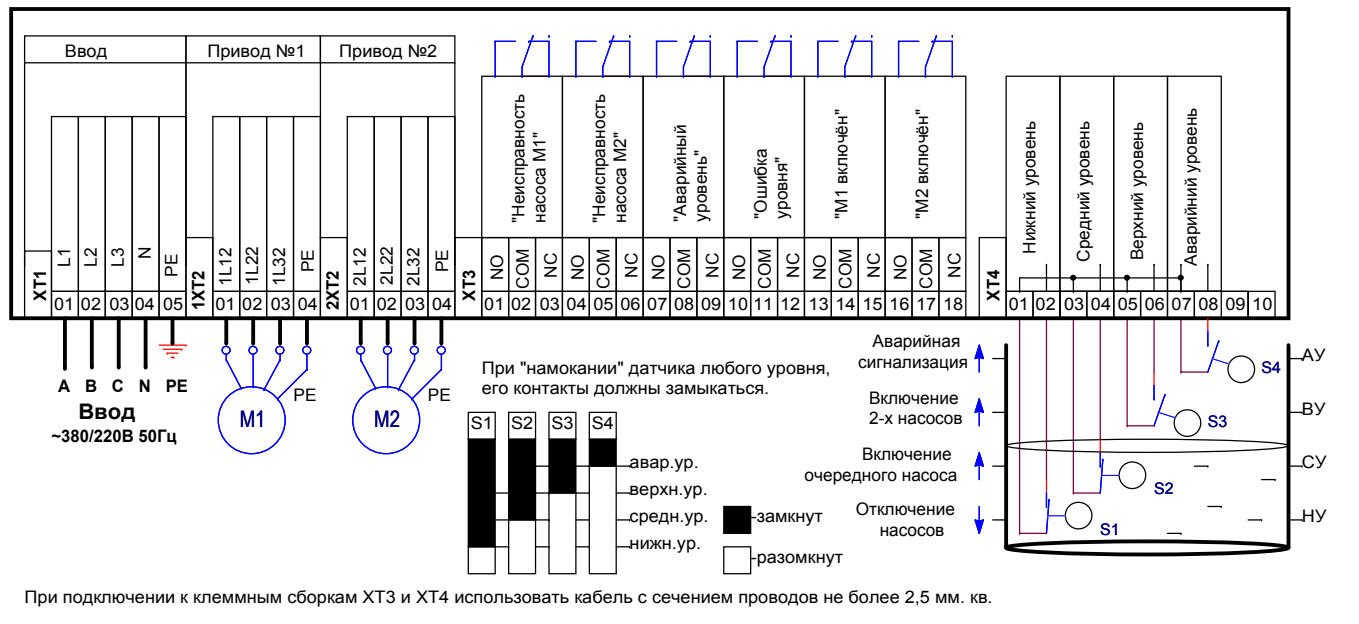 Ввод
Привод №1
Привод №2
XT1
L1
L2
L3
N
PE
1XT2
1L12
1L22
1L32
PE
2XT2
2L12
2L22
2L32
PE
XT3
"Неисправность
насоса М1"
"Неисправность
насоса М2"
"Аварийный
уровень"
"Ошибка
уровня"
"М1 включён"
"М2 включён"
NO
COM
NC
NO
COM
NC
NO
COM
NC
NO
COM
NC
NO
COM
NC
NO
COM
NC
XT4
Нижний уровень
Средний уровень
Верхний уровень
Аварийний уровень
01 02 03 04 05
01 02 03 04
01 02 03 04
01 02 03 04 05 06 07 08 09 10 11 12 13 14 15 16 17 18
01 02 03 04 05 06 07 08 09 10
A B C N PE
Ввод
~380/220В 50Гц
M1
PE
M2
PE
При "намокании" датчика любого уровня,
его контакты должны замыкаться.
S1 S2 S3 S4
авар.ур.
верхн.ур.
средн.ур.
нижн.ур.
-замкнут
-разомкнут
Аварийная
сигнализация
Включение
2-х насосов
Включение
очередного насоса
Отключение
насосов
S4
S3
S2
S1
АУ
ВУ
СУ
НУ
При подключении к клеммным сборкам XT3 и XT4 использовать кабель с сечением проводов не более 2,5 мм. кв.